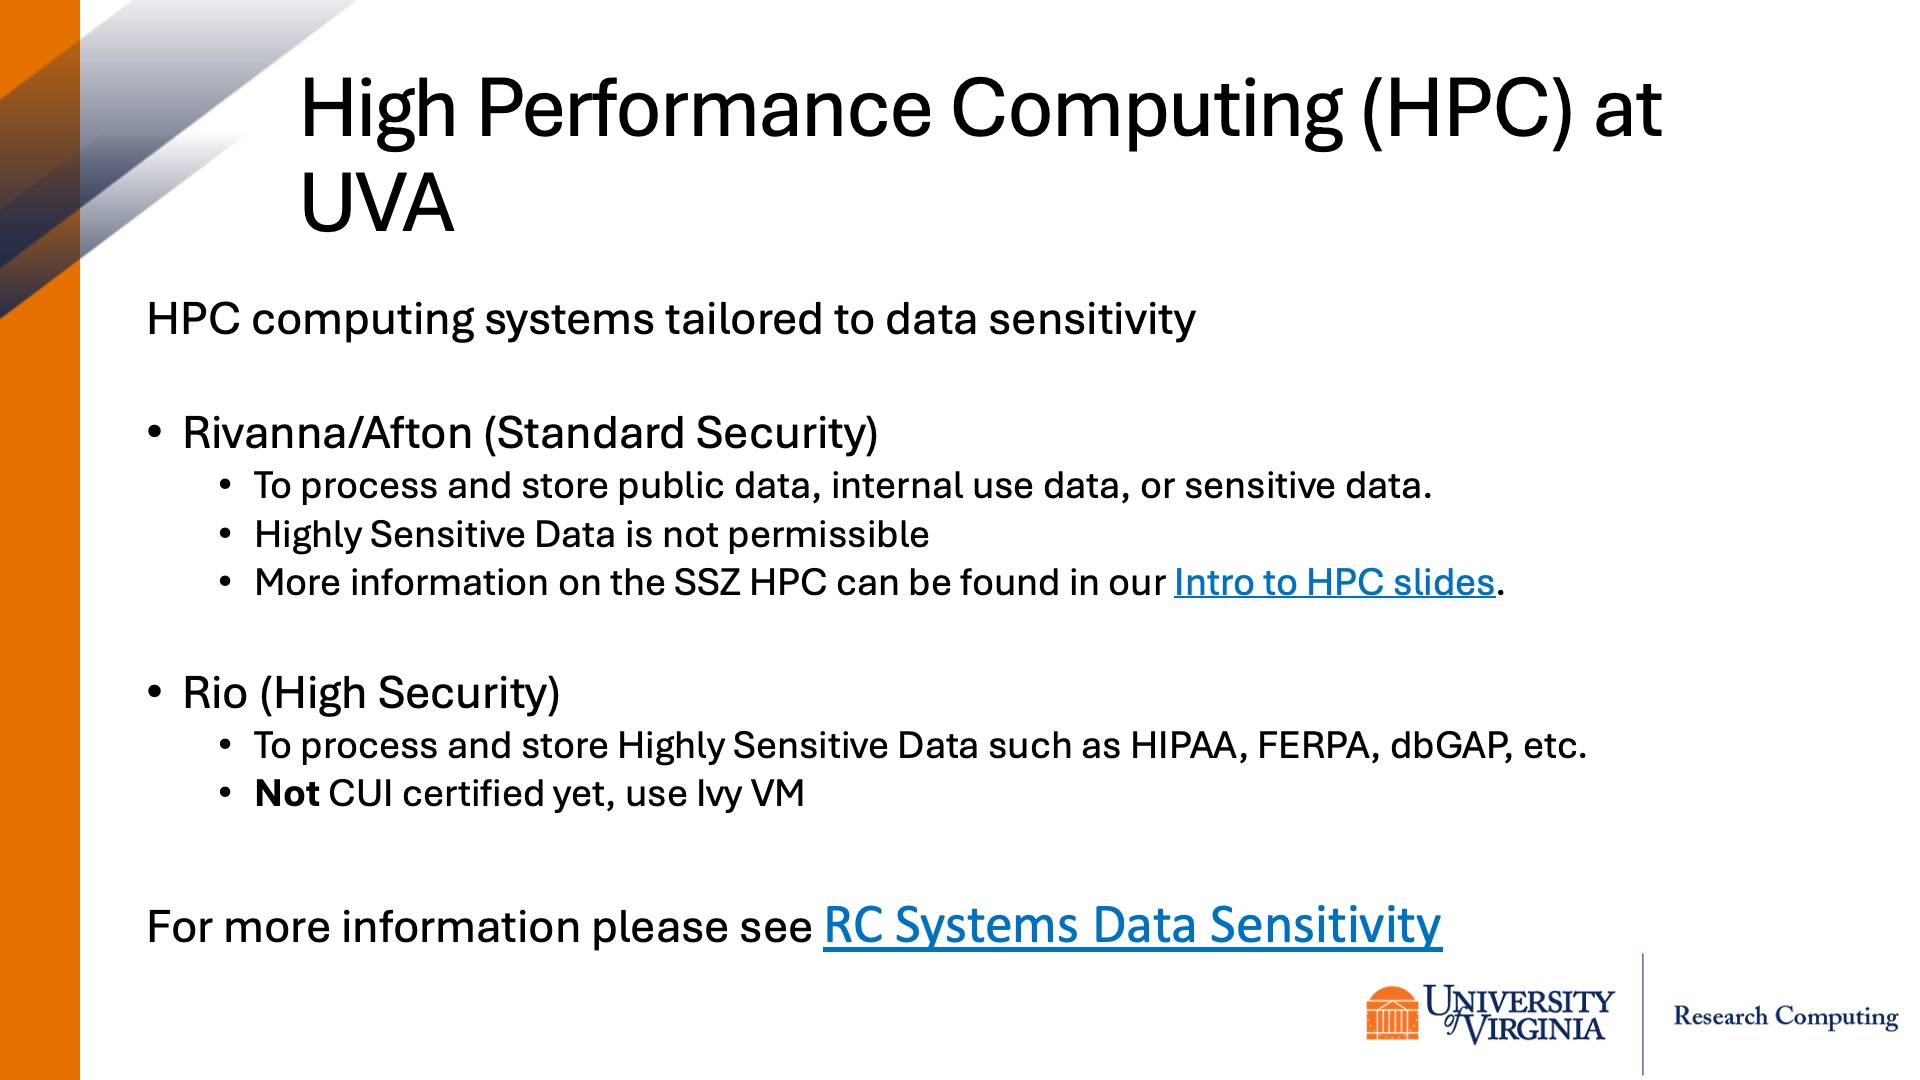 High Performance Computing (HPC) at
UVA
HPC computing systems tailored to data sensitivity
• Rivanna/Afton (Standard Security)
• To process and store public data, internal use data, or sensitive data.
• Highly Sensitive Data is not permissible
• More information on the SSZ HPC can be found in our Intro to HPC slides.
• Rio (High Security)
• To process and store Highly Sensitive Data such as HIPAA, FERPA, dbGAP, etc.
• Not CUI certified yet, use Ivy VM
For more information please see RC Systems Data Sensitivity
UNIVERSITY
of VIRGINIA
Research Computing